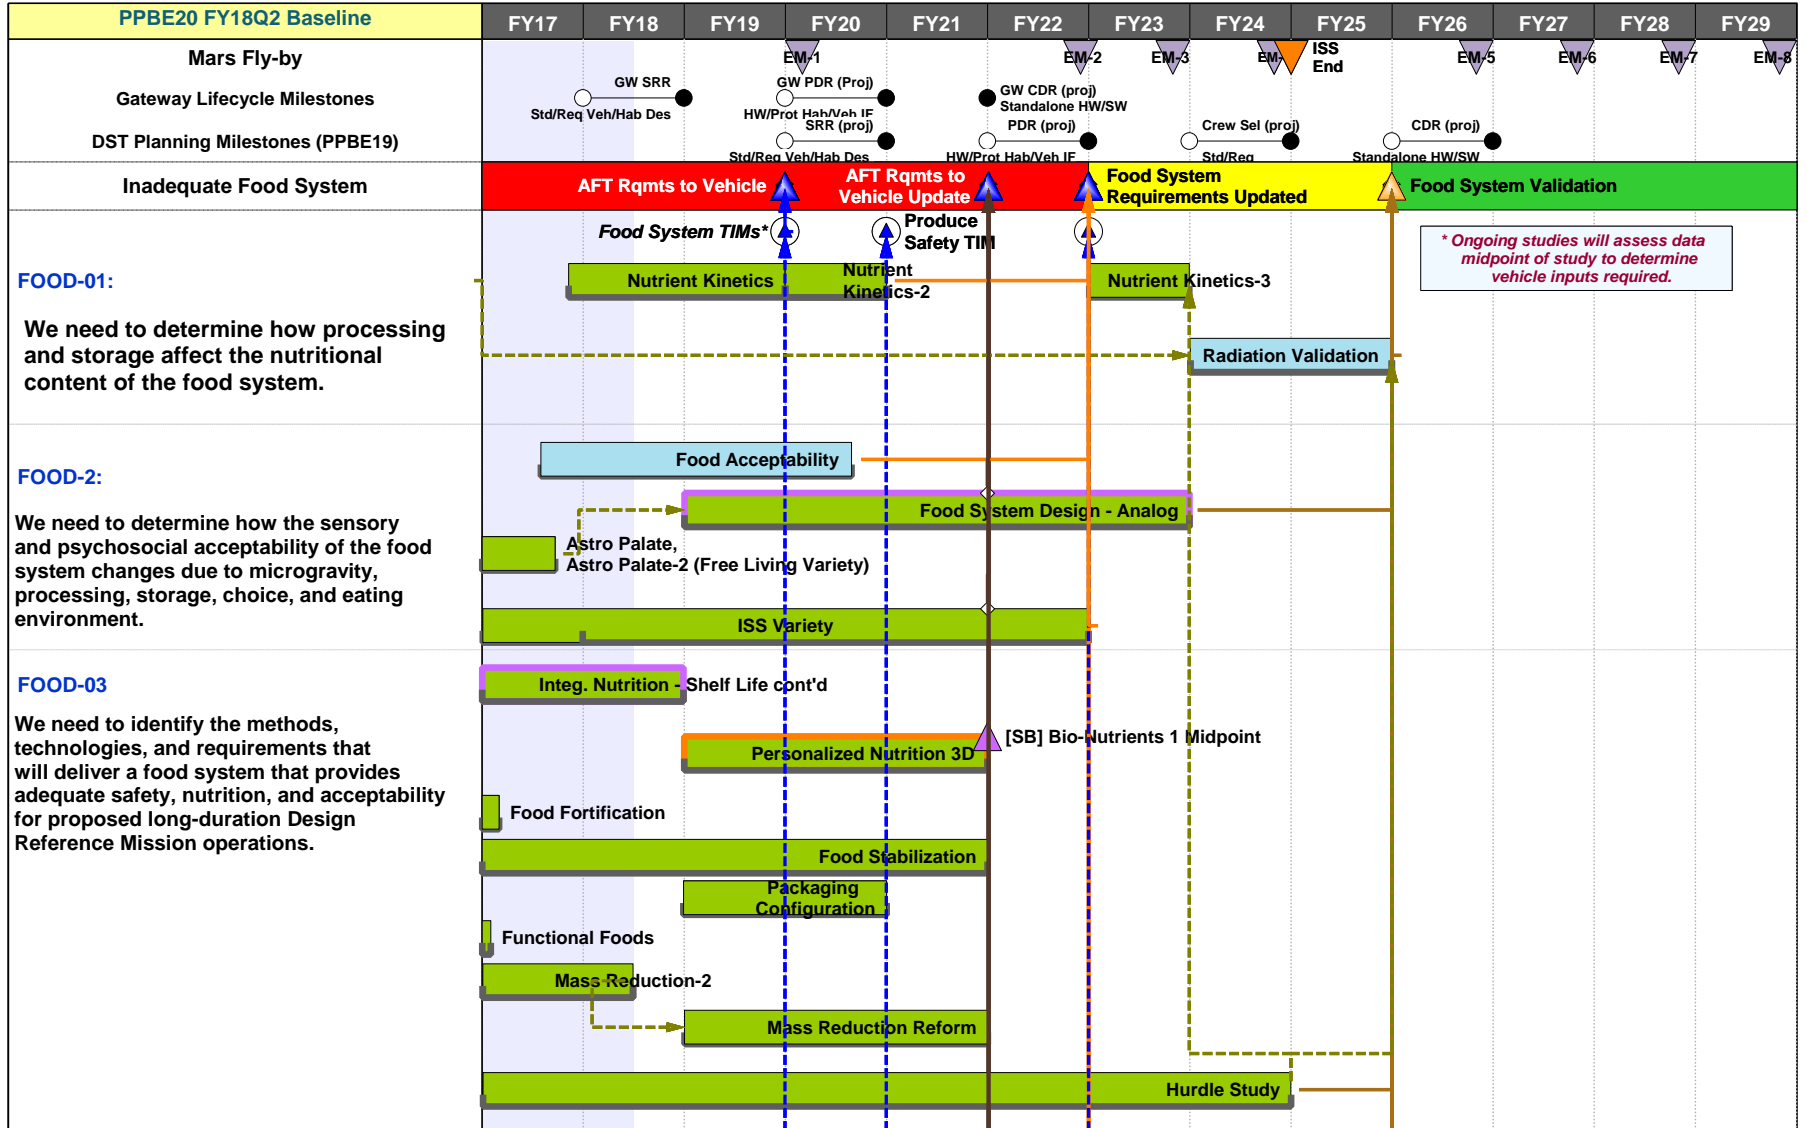 PPBE20 FY18Q2 Baseline
FY17 FY18 FY19 FY20 FY21 FY22 FY23 FY24 FY25 FY26 FY27 FY28 FY29
Mars Fly-by
EM-1 EM-2 EM-3 EM- EM-5 EM-6 EM-7 EM-8
ISS
End
Gateway Lifecycle Milestones
GW SRR
Std/Req Veh/Hab Des
GW PDR (Proj)
HW/Prot Hab/Veh IF
GW CDR (proj)
Standalone HW/SW
DST Planning Milestones (PPBE19)
SRR (proj)
Std/Req Veh/Hab Des
PDR (proj)
HW/Prot Hab/Veh IF
Crew Sel (proj)
Std/Req
CDR (proj)
Standalone HW/SW
Inadequate Food System
AFT Rqmts to Vehicle
AFT Rqmts to
Vehicle Update
Food System
Requirements Updated
Food System Validation
Food System TIMs*
Produce
Safety TIM
* Ongoing studies will assess data
midpoint of study to determine
vehicle inputs required.
FOOD-01:
We need to determine how processing
and storage affect the nutritional
content of the food system.
Nutrient Kinetics
Nutrient
Kinetics-2
Nutrient Kinetics-3
Radiation Validation
FOOD-2:
We need to determine how the sensory
and psychosocial acceptability of the food
system changes due to microgravity,
processing, storage, choice, and eating
environment.
Food Acceptability
Food System Design - Analog
Astro Palate,
Astro Palate-2 (Free Living Variety)
ISS Variety
FOOD-03
We need to identify the methods,
technologies, and requirements that
will deliver a food system that provides
adequate safety, nutrition, and acceptability
for proposed long-duration Design
Reference Mission operations.
Integ. Nutrition - Shelf Life cont'd
Personalized Nutrition 3D
[SB] Bio-Nutrients 1 Midpoint
Food Fortification
Food Stabilization
Packaging
Configuration
Functional Foods
Mass Reduction-2
Mass Reduction Reform
Hurdle Study